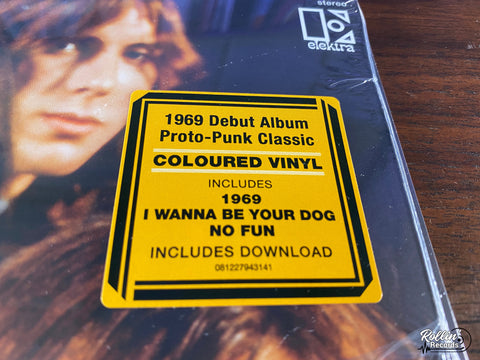 stereo
elektra
1969 Debut Album
Proto-Punk Classic
COLOURED VINYL
INCLUDES
1969
I WANNA BE YOUR DOG
NO FUN
INCLUDES DOWNLOAD
081227943141
Rollin'
Records